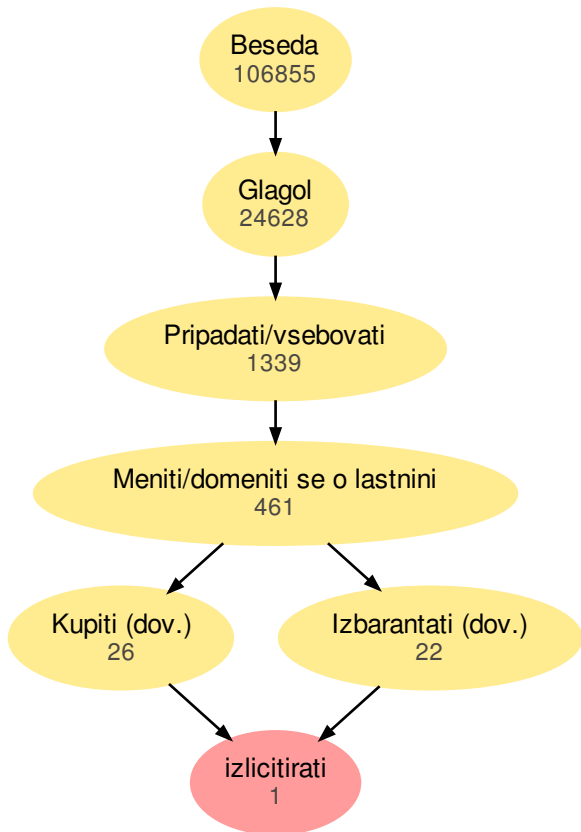 Beseda
106855
Glagol
24628
Pripadati/vsebovati
1339
Meniti/domeniti se o lastnini
461
Kupiti (dov.)
26
Izbarantati (dov.)
22
izlicitirati
1